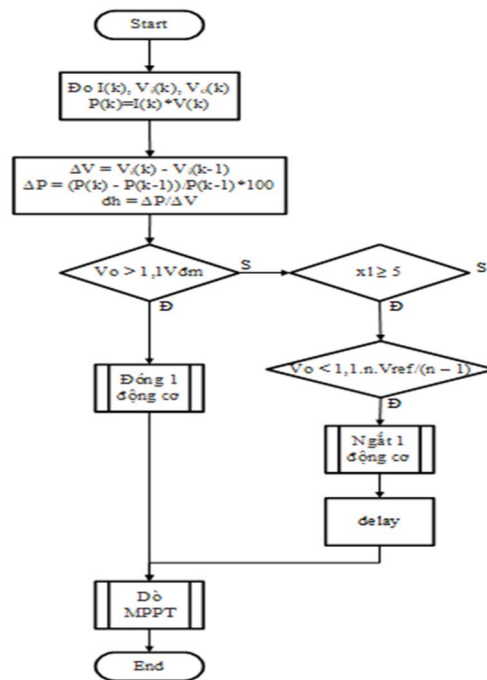 Start
Đo I(k), Vᵢ(k), Vₒ(k)
P(k)=I(k)*V(k)
ΔV = Vᵢ(k) - Vᵢ(k-1)
ΔP = (P(k) - P(k-1))/P(k-1)*100
đh = ΔP/ΔV
Vo > 1,1Vđm
S
x1≥ 5
S
Đ
Đ
Đóng 1
động cơ
Vo < 1,1.n.Vref/(n – 1)
Đ
Ngắt 1
động cơ
delay
Dò
MPPT
End